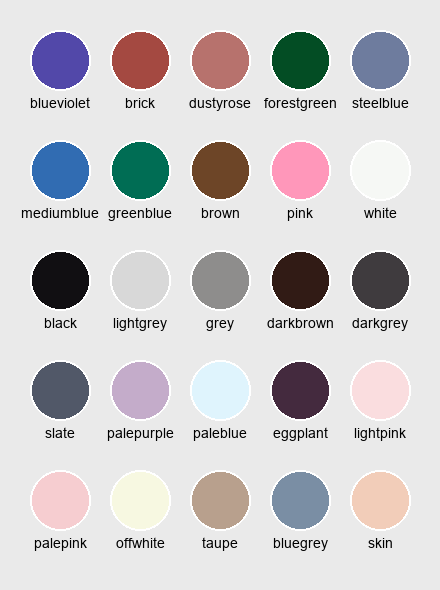 blueviolet brick dustyrose forestgreen steelblue
mediumblue greenblue brown pink white
black lightgrey grey darkbrown darkgrey
slate palepurple paleblue eggplant lightpink
palepink offwhite taupe bluegrey skin